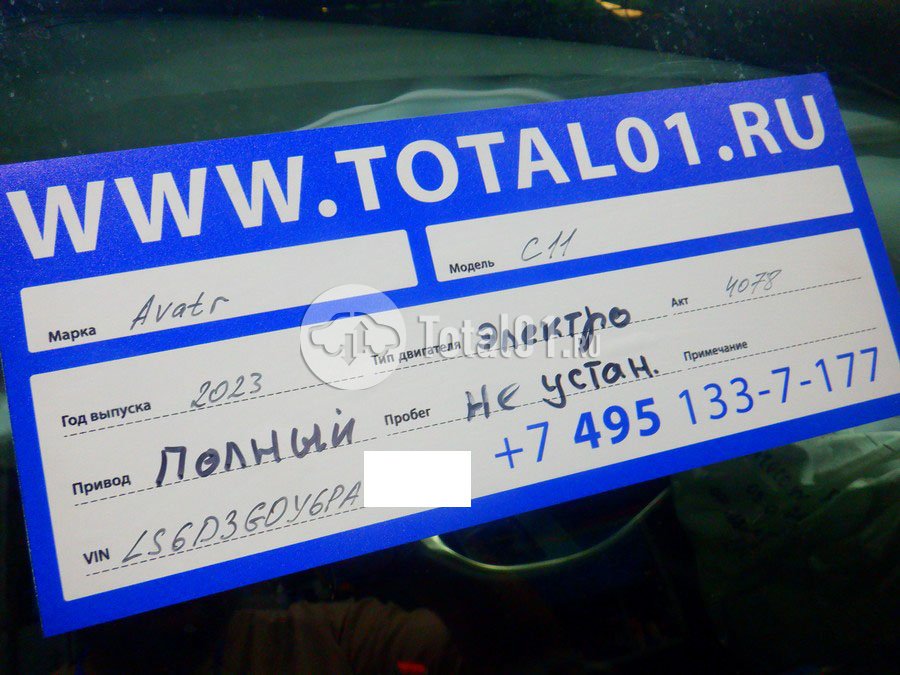 WWW.TOTAL01.RU
Марка Avatr Модель C11
Год выпуска 2023 Тип двигателя электро Акт 4078
Привод полный Пробег не устан. Примечание
VIN LS6D3G0Y6PA
+7 495 133-7-177
Total01.ru